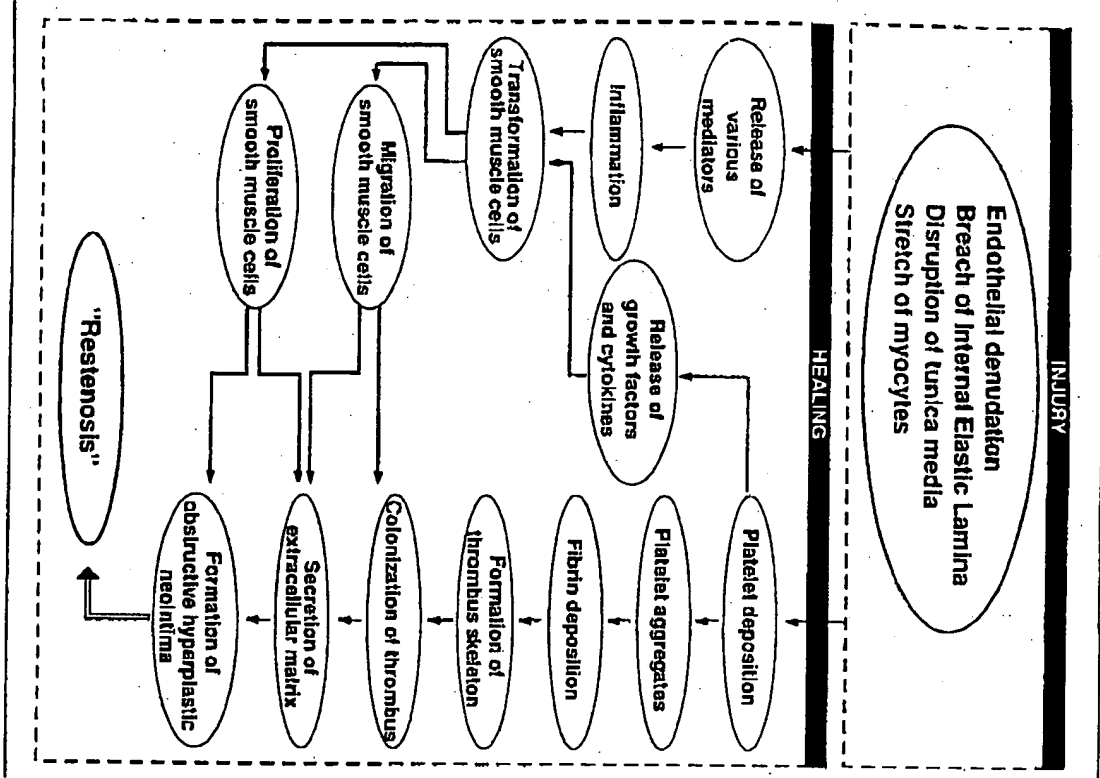 INJURY
Endothelial denudation
Breach of Internal Elastic Lamina
Disruption of tunica media
Stretch of myocytes
HEALING
Release of
various
mediators
Inflammation
Transformation of
smooth muscle cells
Migration of
smooth muscle cells
Proliferation of
smooth muscle cells
Release of
growth factors
and cytokines
Platelet deposition
Platelet aggregates
Fibrin deposition
Formation of
thrombus skeleton
Colonization of thrombus
Secretion of
extracellular matrix
Formation of
obstructive hyperplastic
neointima
"Restenosis"